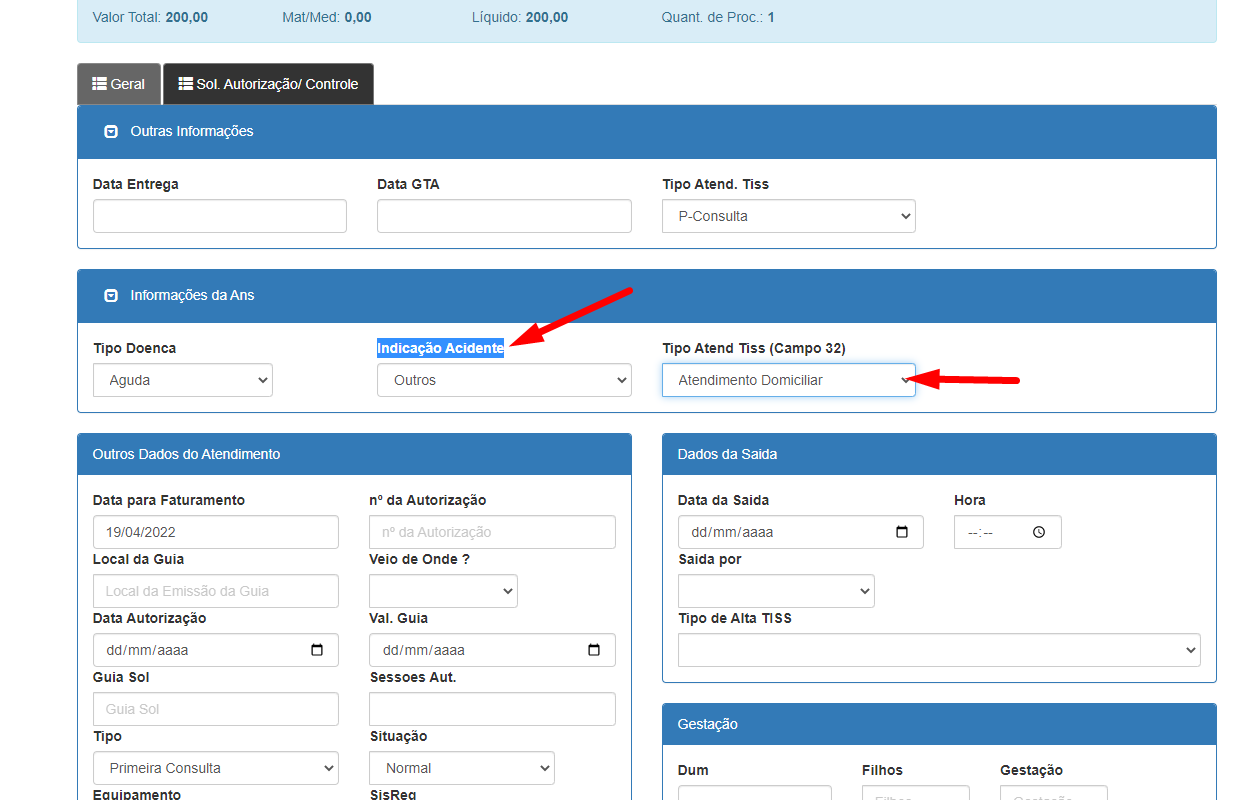 Valor Total: 200,00 Mat/Med: 0,00 Líquido: 200,00 Quant. de Proc.: 1
Geral Sol. Autorização/ Controle
Outras Informações
Data Entrega Data GTA Tipo Atend. Tiss
P-Consulta
Informações da Ans
Tipo Doenca Indicação Acidente Tipo Atend Tiss (Campo 32)
Aguda Outros Atendimento Domiciliar
Outros Dados do Atendimento
Data para Faturamento nº da Autorização
19/04/2022 nº da Autorização
Local da Guia Veio de Onde ?
Local da Emissão da Guia
Data Autorização Val. Guia
dd/mm/aaaa dd/mm/aaaa
Guia Sol Sessoes Aut.
Guia Sol
Tipo Situação
Primeira Consulta Normal
Equipamento SisReg
Dados da Saida
Data da Saida Hora
dd/mm/aaaa --:--
Saida por
Tipo de Alta TISS
Gestação
Dum Filhos Gestação
Filhos Gestação